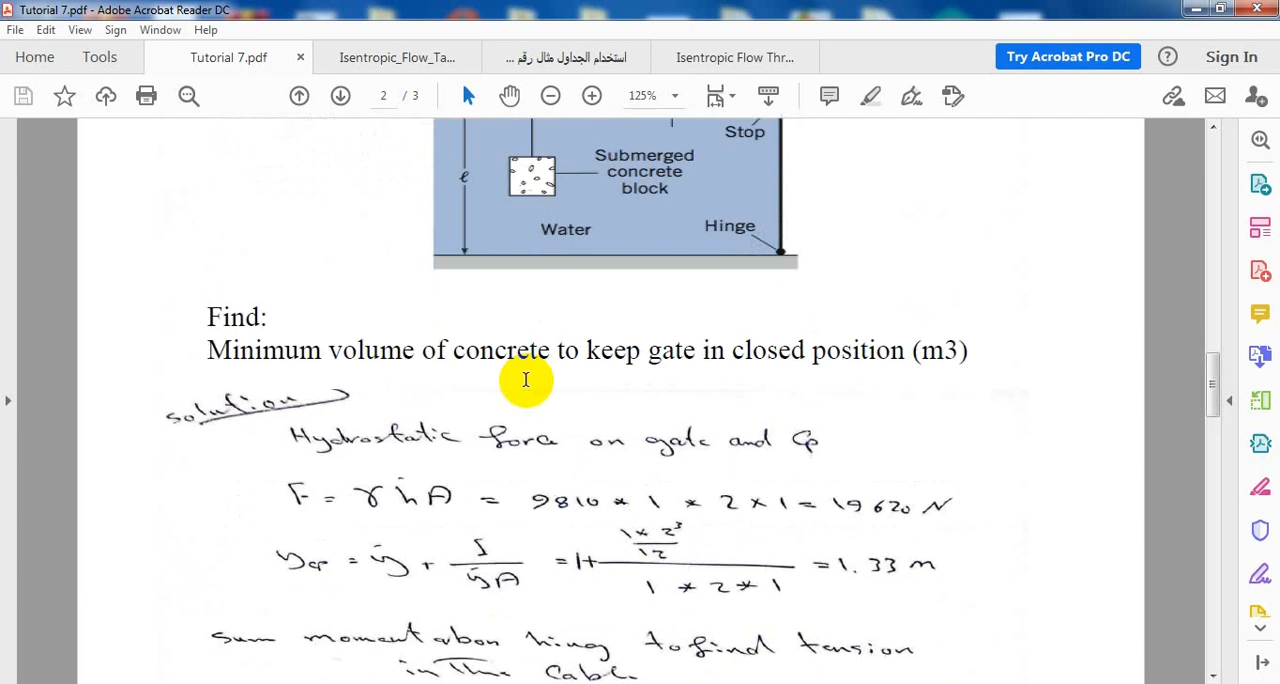 Tutorial 7.pdf - Adobe Acrobat Reader DC
File Edit View Sign Window Help
Home Tools Tutorial 7.pdf × Isentropic_Flow_Ta... استخدام الجداول مثال رقم ... Isentropic Flow Thr... Try Acrobat Pro DC Sign In
2 / 3 125%
Stop
Submerged
concrete
block
ℓ
Water
Hinge
Find:
Minimum volume of concrete to keep gate in closed position (m3)
Solution
Hydrostatic force on gate and Cp
F = γ h̄ A = 9810 * 1 * 2 * 1 = 19620 N
ycp = ȳ + I / ȳA = 1 + (1 * 2³ / 12) / 1 * 2 * 1 = 1.33 m
sum moment about hing to find tension
in the Cable